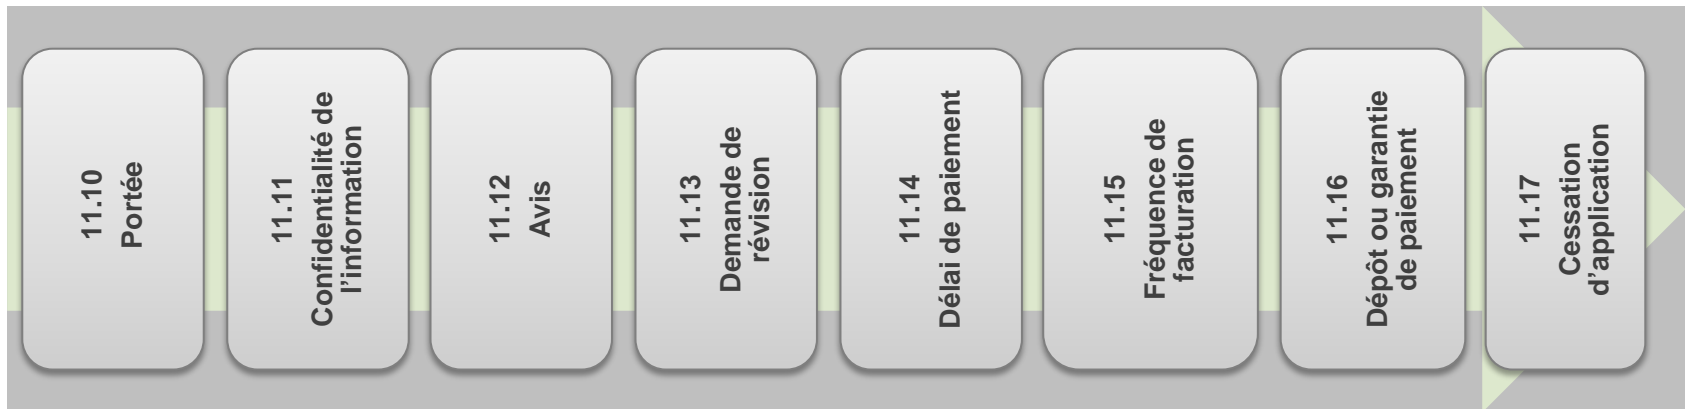 11.10
Portée
11.11
Confidentialité de
l’information
11.12
Avis
11.13
Demande de
révision
11.14
Délai de paiement
11.15
Fréquence de
facturation
11.16
Dépôt ou garantie
de paiement
11.17
Cessation
d’application